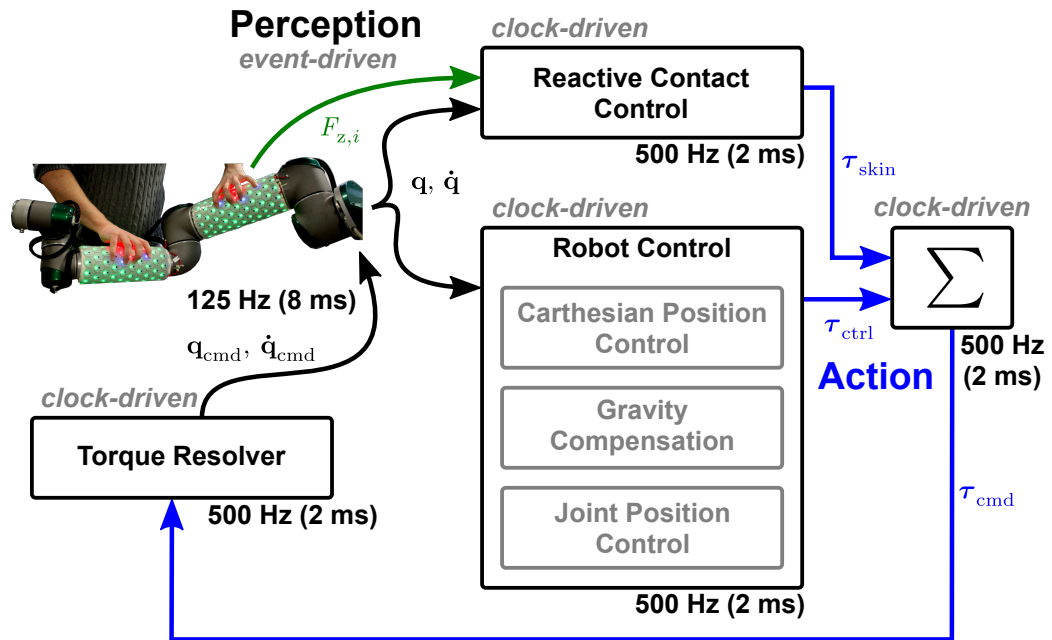 Perception
event-driven
F_{z,i}
clock-driven
Reactive Contact
Control
500 Hz (2 ms)
q, q̇
τ_skin
clock-driven
Robot Control
Carthesian Position
Control
Gravity
Compensation
Joint Position
Control
500 Hz (2 ms)
τ_ctrl
Action
clock-driven
∑
500 Hz
(2 ms)
τ_cmd
125 Hz (8 ms)
q_cmd, q̇_cmd
clock-driven
Torque Resolver
500 Hz (2 ms)